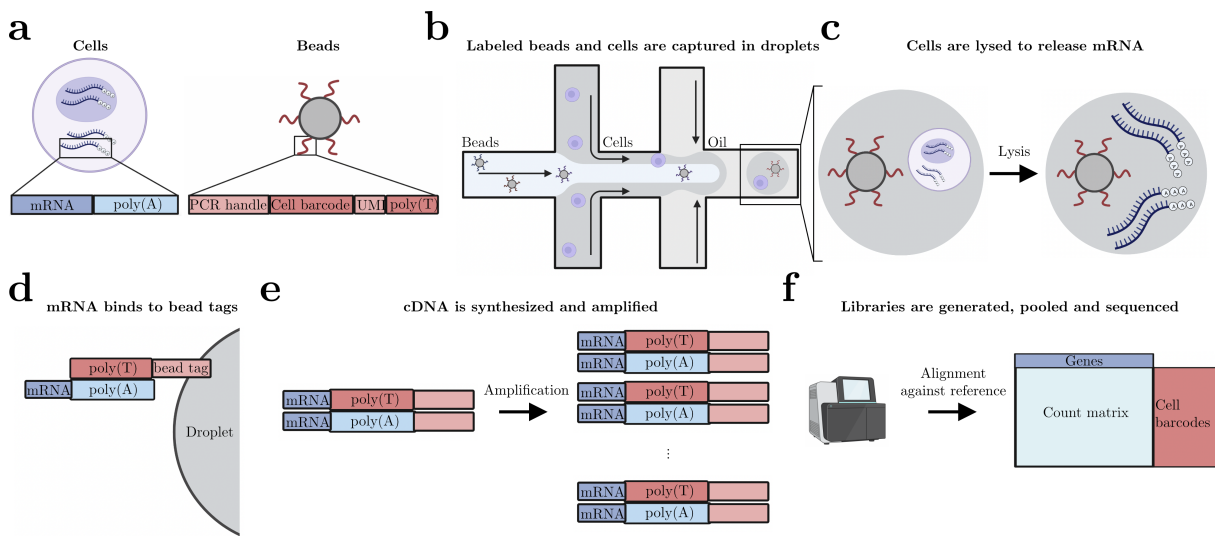 a
Cells
Beads
mRNA
poly(A)
PCR handle
Cell barcode
UMI
poly(T)
b
Labeled beads and cells are captured in droplets
Beads
Cells
Oil
c
Cells are lysed to release mRNA
Lysis
A A A
A A A
A A A
d
mRNA binds to bead tags
poly(T)
bead tag
mRNA
poly(A)
Droplet
e
cDNA is synthesized and amplified
mRNA
poly(T)
mRNA
poly(A)
Amplification
mRNA
poly(T)
mRNA
poly(A)
mRNA
poly(T)
mRNA
poly(A)
⋮
mRNA
poly(T)
mRNA
poly(A)
f
Libraries are generated, pooled and sequenced
Alignment
against reference
Genes
Count matrix
Cell
barcodes